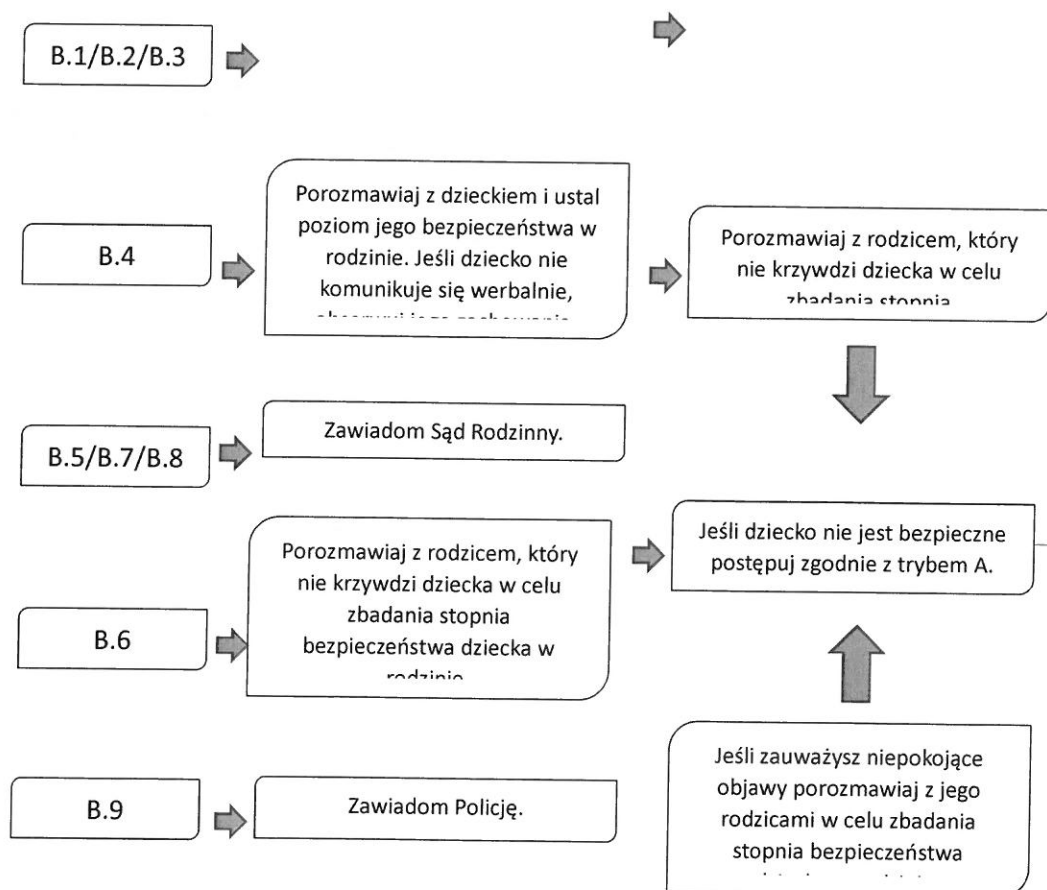 B.1/B.2/B.3
B.4
Porozmawiaj z dzieckiem i ustal
poziom jego bezpieczeństwa w
rodzinie. Jeśli dziecko nie
komunikuje się werbalnie,
Porozmawiaj z rodzicem, który
nie krzywdzi dziecka w celu
zbadania stopnia
B.5/B.7/B.8
Zawiadom Sąd Rodzinny.
B.6
Porozmawiaj z rodzicem, który
nie krzywdzi dziecka w celu
zbadania stopnia
bezpieczeństwa dziecka w
rodzinie
Jeśli dziecko nie jest bezpieczne
postępuj zgodnie z trybem A.
B.9
Zawiadom Policję.
Jeśli zauważysz niepokojące
objawy porozmawiaj z jego
rodzicami w celu zbadania
stopnia bezpieczeństwa